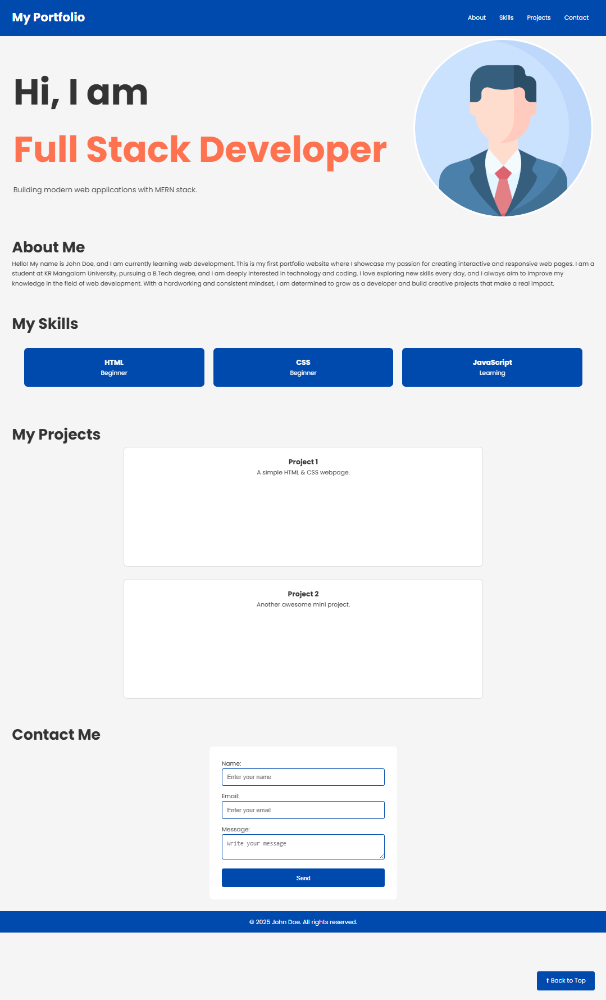 My Portfolio
About Skills Projects Contact
Hi, I am
Full Stack Developer
Building modern web applications with MERN stack.
About Me
Hello! My name is John Doe, and I am currently learning web development. This is my first portfolio website where I showcase my passion for creating interactive and responsive web pages. I am a
student at KR Mangalam University, pursuing a B.Tech degree, and I am deeply interested in technology and coding. I love exploring new skills every day, and I always aim to improve my
knowledge in the field of web development. With a hardworking and consistent mindset, I am determined to grow as a developer and build creative projects that make a real impact.
My Skills
HTML
Beginner
CSS
Beginner
JavaScript
Learning
My Projects
Project 1
A simple HTML & CSS webpage.
Project 2
Another awesome mini project.
Contact Me
Name:
Enter your name
Email:
Enter your email
Message:
Write your message
Send
© 2025 John Doe. All rights reserved.
⬆ Back to Top